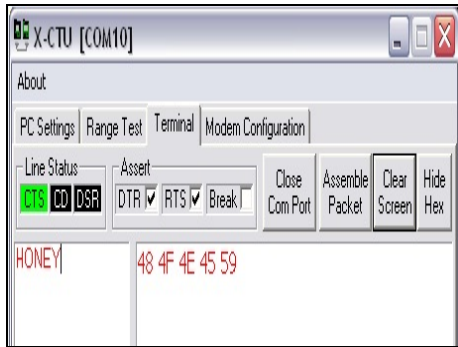 X-CTU [COM10]
About
PC Settings Range Test Terminal Modem Configuration
Line Status Assert
CTS CD DSR DTR RTS Break
Close Com Port
Assemble Packet
Clear Screen
Hide Hex
HONEY 48 4F 4E 45 59